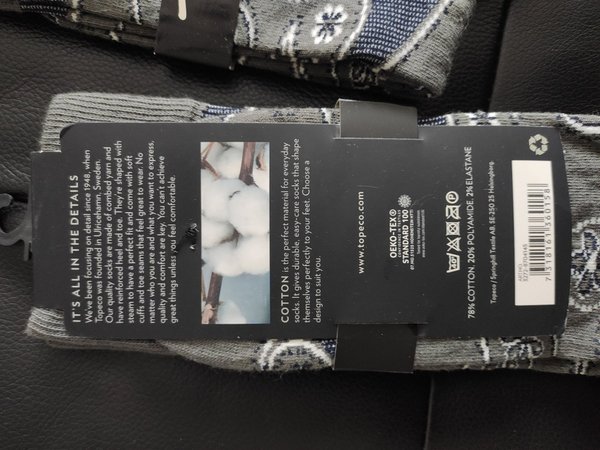 IT'S ALL IN THE DETAILS
We've been focusing on detail since 1948, when
Topeco was founded in Ulricehamn, Sweden.
Our quality socks are made of combed yarn and
have reinforced heel and toe. They're shaped with
steam to have a perfect fit and come with soft
cuffs and toe seams that feel great to wear. No
matter who you are and what you want to express,
quality and comfort are key. You can't achieve
great things unless you feel comfortable.
COTTON is the perfect material for everyday
socks. It gives durable, easy-care socks that shape
themselves perfectly to your feet. Choose a
design to suit you.
www.topeco.com
OEKO-TEX®
STANDARD 100
78% COTTON, 20% POLYAMIDE, 2% ELASTANE
Topeco / Springhill Textile AB, SE-250 25 Helsingborg
ART.NO.
7318161360158